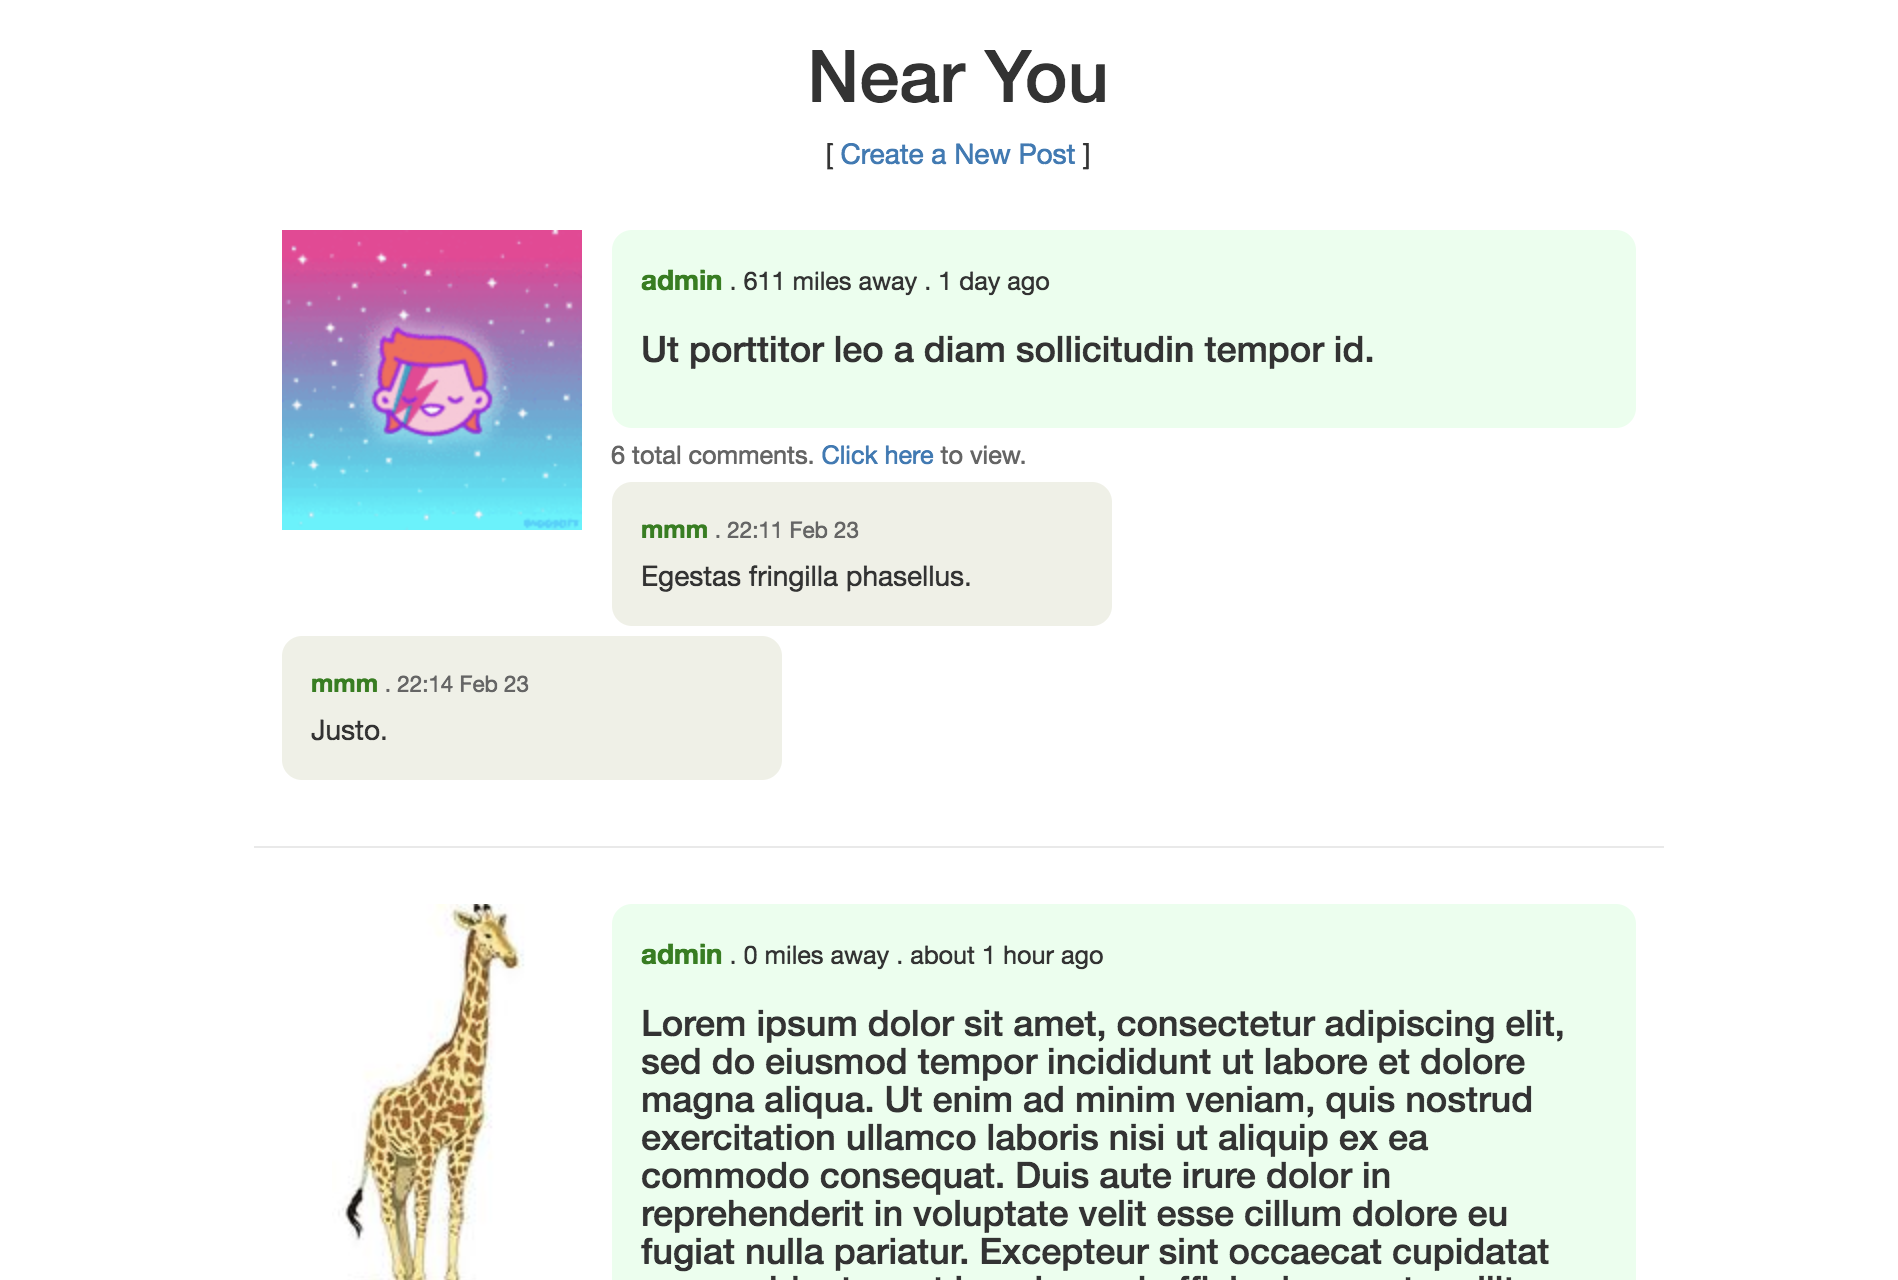 Near You
[ Create a New Post ]
admin . 611 miles away . 1 day ago
Ut porttitor leo a diam sollicitudin tempor id.
6 total comments. Click here to view.
mmm . 22:11 Feb 23
Egestas fringilla phasellus.
mmm . 22:14 Feb 23
Justo.
admin . 0 miles away . about 1 hour ago
Lorem ipsum dolor sit amet, consectetur adipiscing elit,
sed do eiusmod tempor incididunt ut labore et dolore
magna aliqua. Ut enim ad minim veniam, quis nostrud
exercitation ullamco laboris nisi ut aliquip ex ea
commodo consequat. Duis aute irure dolor in
reprehenderit in voluptate velit esse cillum dolore eu
fugiat nulla pariatur. Excepteur sint occaecat cupidatat